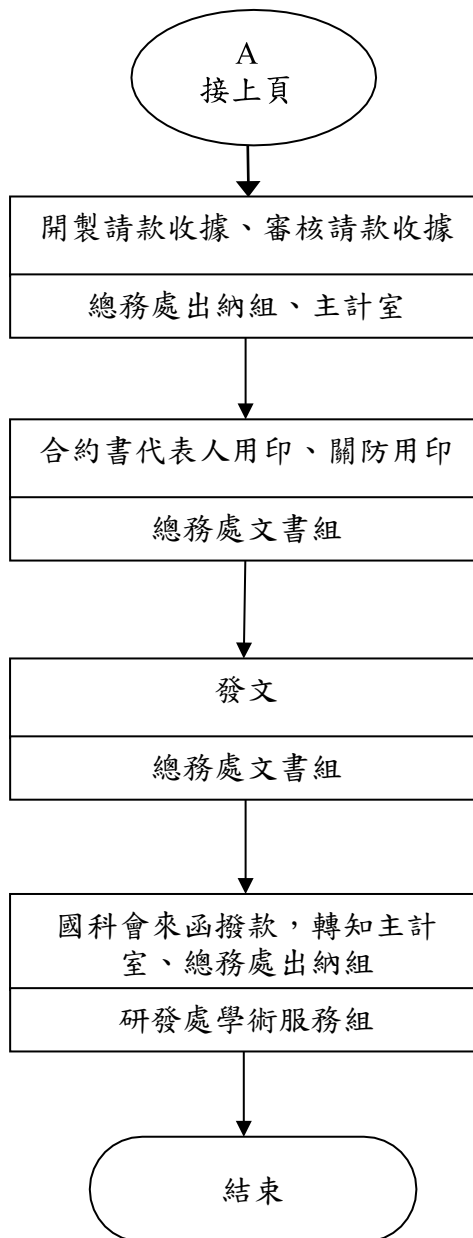 A
接上頁
開製請款收據、審核請款收據
總務處出納組、主計室
合約書代表人用印、關防用印
總務處文書組
發文
總務處文書組
國科會來函撥款，轉知主計
室、總務處出納組
研發處學術服務組
結束